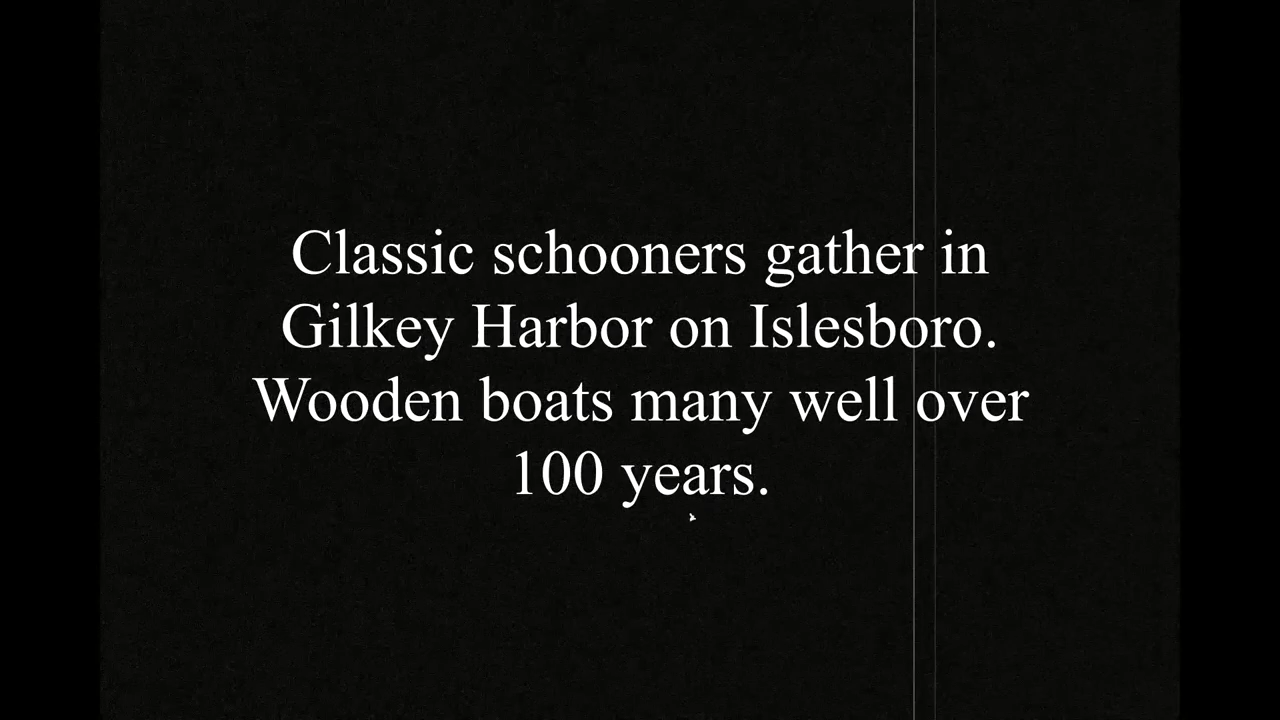 Classic schooners gather in
Gilkey Harbor on Islesboro.
Wooden boats many well over
100 years.